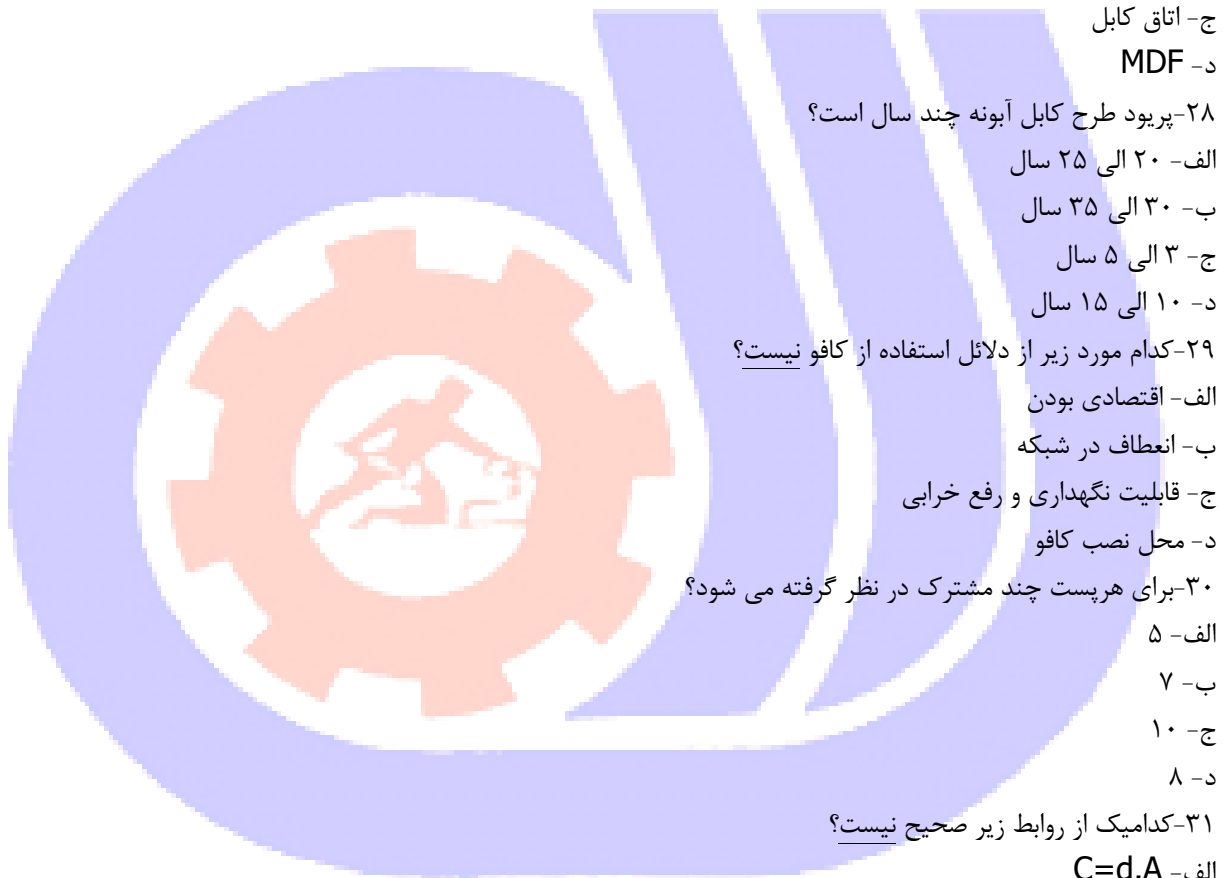 ج- اتاق کابل
د- MDF
۲۸-پریود طرح کابل آبونه چند سال است؟
الف- ۲۰ الی ۲۵ سال
ب- ۳۰ الی ۳۵ سال
ج- ۳ الی ۵ سال
د- ۱۰ الی ۱۵ سال
۲۹-کدام مورد زیر از دلائل استفاده از کافو نیست؟
الف- اقتصادی بودن
ب- انعطاف در شبکه
ج- قابلیت نگهداری و رفع خرابی
د- محل نصب کافو
۳۰-برای هرپست چند مشترک در نظر گرفته می شود؟
الف- ۵
ب- ۷
ج- ۱۰
د- ۸
۳۱-کدامیک از روابط زیر صحیح نیست؟
الف- C=d.A